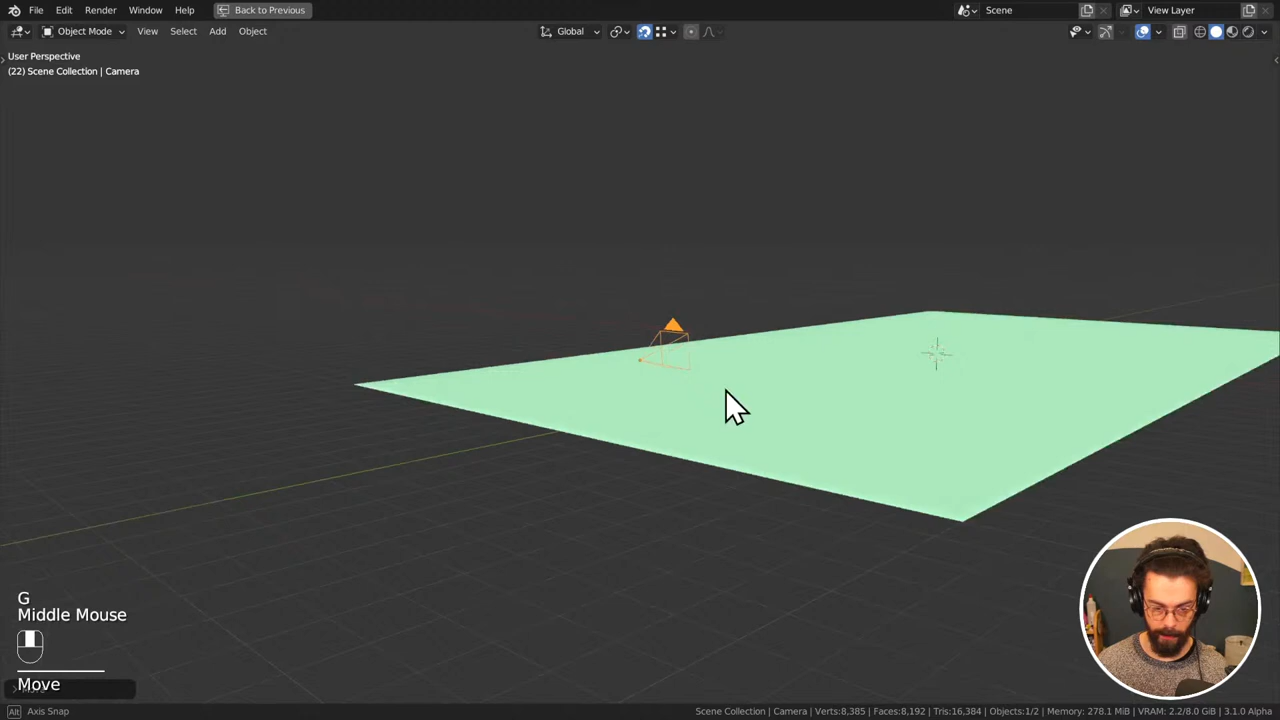 File Edit Render Window Help Back to Previous Scene View Layer
Object Mode View Select Add Object Global
User Perspective
(22) Scene Collection | Camera
G
Middle Mouse
Move
Alt Axis Snap Scene Collection | Camera | Verts:8,385 | Faces:8,192 | Tris:16,384 | Objects:1/2 | Memory: 278.1 MiB | VRAM: 2.2/8.0 GiB | 3.1.0 Alpha